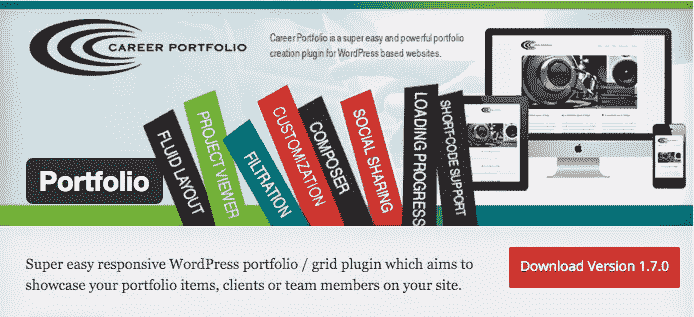 CAREER PORTFOLIO
Career Portfolio is a super easy and powerful portfolio
creation plugin for WordPress based websites.
FLUID LAYOUT
PROJECT VIEWER
FILTRATION
CUSTOMIZATION
COMPOSER
SOCIAL SHARING
LOADING PROGRESS
SHORT-CODE SUPPORT
Portfolio
Super easy responsive WordPress portfolio / grid plugin which aims to
showcase your portfolio items, clients or team members on your site.
Download Version 1.7.0